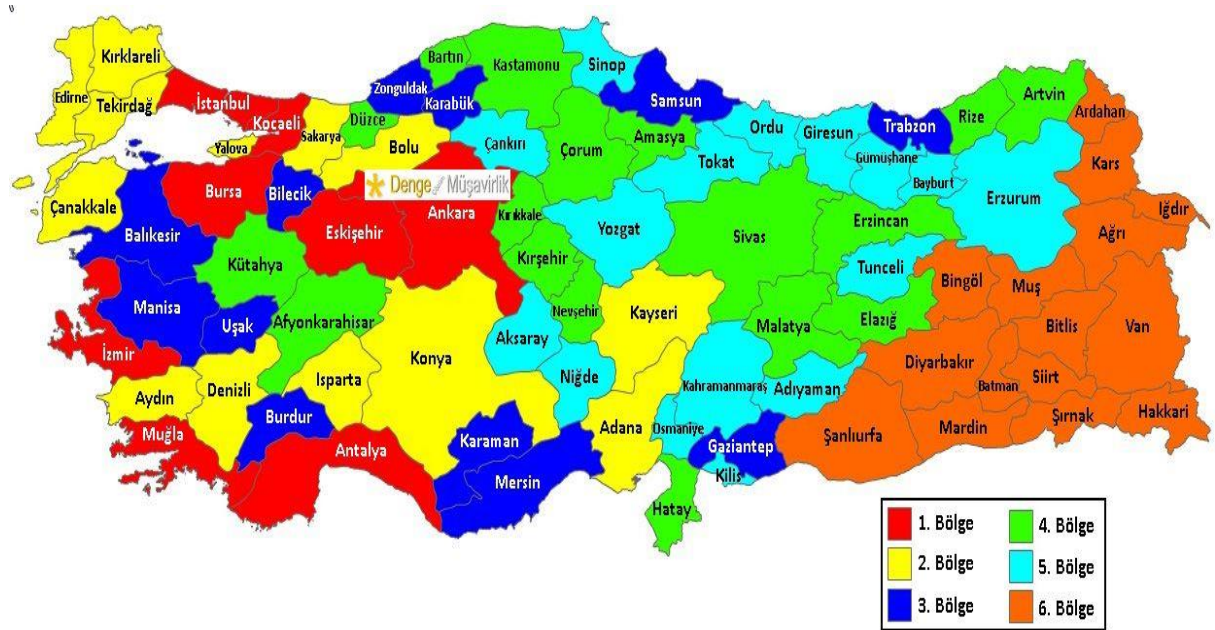 Kırklareli
Edirne
Tekirdağ
İstanbul
Kocaeli
Yalova
Sakarya
Düzce
Bolu
Zonguldak
Bartın
Karabük
Kastamonu
Sinop
Samsun
Çankırı
Çorum
Amasya
Tokat
Ordu
Giresun
Trabzon
Gümüşhane
Bayburt
Rize
Artvin
Ardahan
Kars
Iğdır
Ağrı
Erzurum
Erzincan
Çanakkale
Balıkesir
Bursa
Bilecik
Denge Müşavirlik
Eskişehir
Ankara
Kırıkkale
Kırşehir
Yozgat
Sivas
Tunceli
Bingöl
Muş
Bitlis
Van
Kütahya
Manisa
Uşak
Afyonkarahisar
İzmir
Konya
Aksaray
Nevşehir
Kayseri
Niğde
Malatya
Elazığ
Diyarbakır
Batman
Siirt
Şırnak
Hakkari
Mardin
Şanlıurfa
Adıyaman
Kahramanmaraş
Osmaniye
Gaziantep
Kilis
Hatay
Adana
Mersin
Karaman
Aydın
Denizli
Isparta
Burdur
Muğla
Antalya
1. Bölge
2. Bölge
3. Bölge
4. Bölge
5. Bölge
6. Bölge